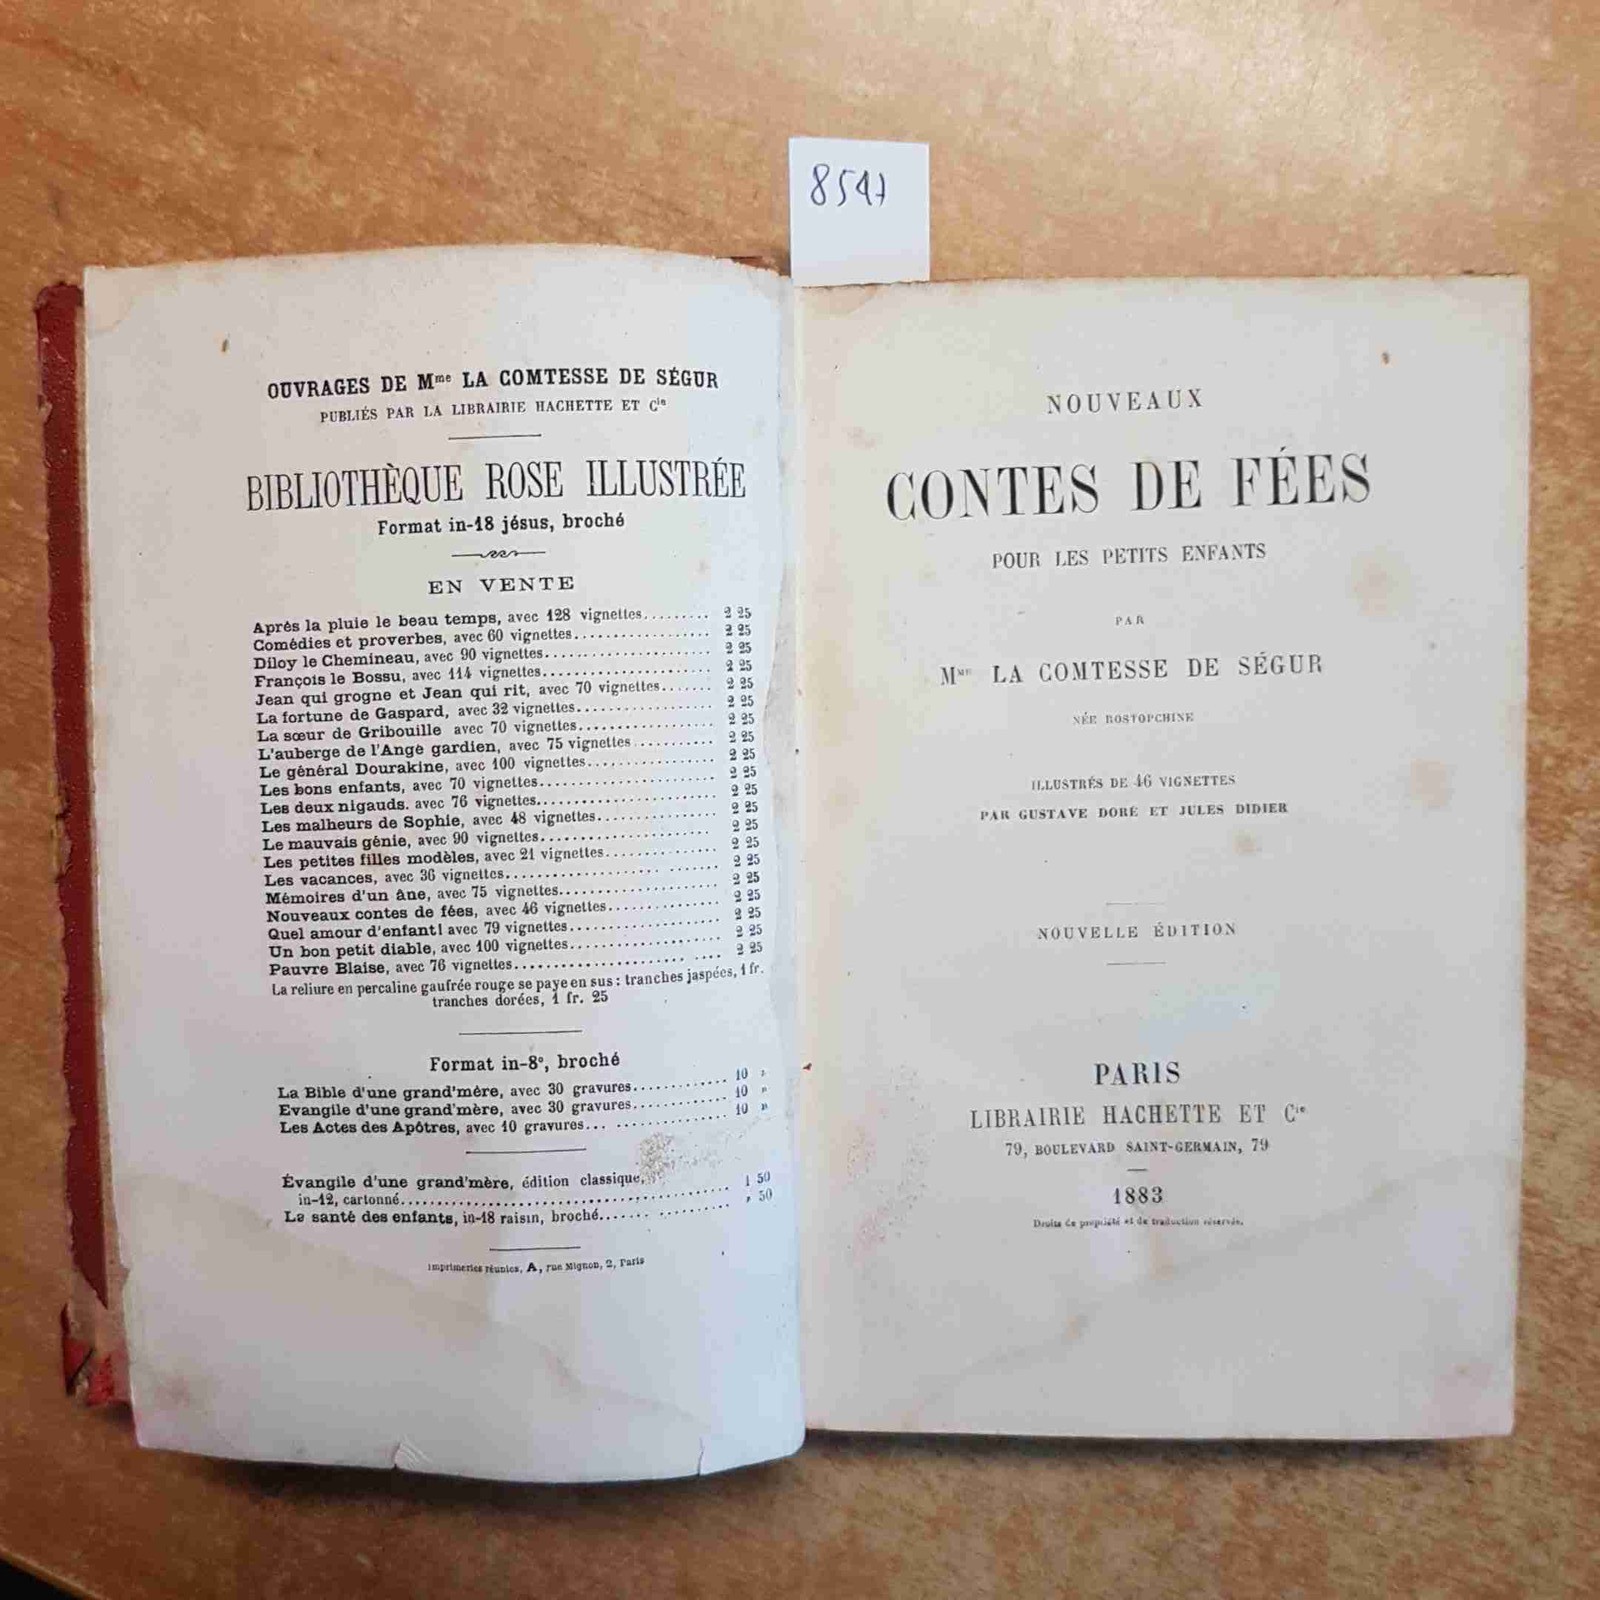 8547
OUVRAGES DE Mme LA COMTESSE DE SÉGUR
PUBLIÉS PAR LA LIBRAIRIE HACHETTE ET Cie
BIBLIOTHÈQUE ROSE ILLUSTRÉE
Format in-18 jésus, broché
EN VENTE
Après la pluie le beau temps, avec 128 vignettes......... 2 25
Comédies et proverbes, avec 60 vignettes.................. 2 25
Diloy le Chemineau, avec 90 vignettes...................... 2 25
François le Bossu, avec 114 vignettes...................... 2 25
Jean qui grogne et Jean qui rit, avec 70 vignettes....... 2 25
La fortune de Gaspard, avec 32 vignettes.................. 2 25
La sœur de Gribouille avec 70 vignettes................... 2 25
L'auberge de l'Ange gardien, avec 75 vignettes .......... 2 25
Le général Dourakine, avec 100 vignettes................. 2 25
Les bons enfants, avec 70 vignettes........................ 2 25
Les deux nigauds. avec 76 vignettes........................ 2 25
Les malheurs de Sophie, avec 48 vignettes................ 2 25
Le mauvais génie, avec 90 vignettes....................... 2 25
Les petites filles modèles, avec 21 vignettes.............. 2 25
Les vacances, avec 36 vignettes............................ 2 25
Mémoires d'un âne, avec 75 vignettes...................... 2 25
Nouveaux contes de fées, avec 46 vignettes............... 2 25
Quel amour d'enfant! avec 79 vignettes.................... 2 25
Un bon petit diable, avec 100 vignettes................... 2 25
Pauvre Blaise, avec 76 vignettes........................... 2 25
La reliure en percaline gaufrée rouge se paye en sus : tranches jaspées, 1 fr.
tranches dorées, 1 fr. 25
Format in-8°, broché
La Bible d'une grand'mère, avec 30 gravures............. 10 »
Evangile d'une grand'mère, avec 30 gravures............. 10 »
Les Actes des Apôtres, avec 10 gravures... .............. 10 »
Évangile d'une grand'mère, édition classique,
in-12, cartonné............................................. 1 50
La santé des enfants, in-18 raisin, broché....... ......... » 50
Imprimeries réunies, A, rue Mignon, 2, Paris
NOUVEAUX
CONTES DE FÉES
POUR LES PETITS ENFANTS
PAR
Mme LA COMTESSE DE SÉGUR
NÉE ROSTOPCHINE
ILLUSTRÉS DE 46 VIGNETTES
PAR GUSTAVE DORÉ ET JULES DIDIER
NOUVELLE ÉDITION
PARIS
LIBRAIRIE HACHETTE ET Cie
79, BOULEVARD SAINT-GERMAIN, 79
1883
Droits de propriété et de traduction réservés.